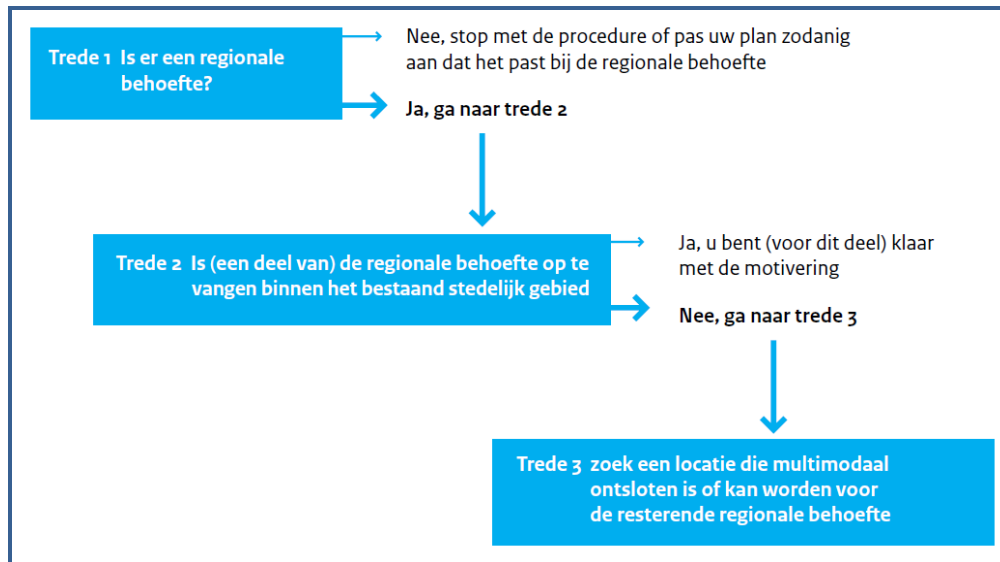 Trede 1 Is er een regionale
behoefte?
Nee, stop met de procedure of pas uw plan zodanig
aan dat het past bij de regionale behoefte
Ja, ga naar trede 2
Trede 2 Is (een deel van) de regionale behoefte op te
vangen binnen het bestaand stedelijk gebied
Ja, u bent (voor dit deel) klaar
met de motivering
Nee, ga naar trede 3
Trede 3 zoek een locatie die multimodaal
ontsloten is of kan worden voor
de resterende regionale behoefte